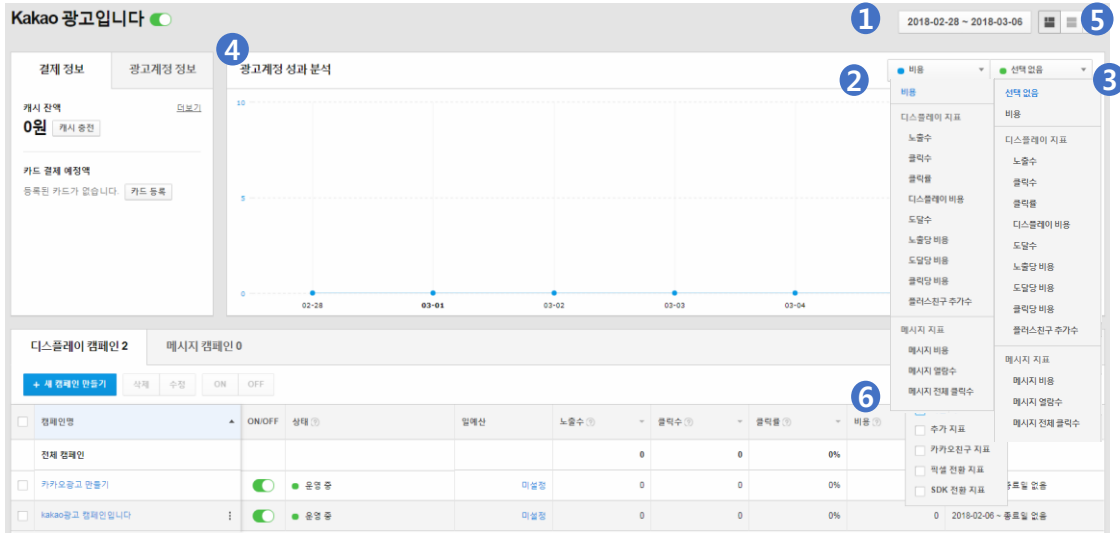 Kakao 광고입니다
1
2018-02-28 ~ 2018-03-06
5
결제 정보
광고계정 정보
4
광고계정 성과 분석
2
비용
선택 없음
3
캐시 잔액
더보기
0원
캐시 충전
카드 결제 예정액
등록된 카드가 없습니다.
카드 등록
10
5
0
02-28
03-01
03-02
03-03
03-04
비용
디스플레이 지표
노출수
클릭수
클릭률
디스플레이 비용
도달수
노출당 비용
도달당 비용
클릭당 비용
플러스친구 추가수
메시지 지표
메시지 비용
메시지 열람수
메시지 전체 클릭수
선택 없음
비용
디스플레이 지표
노출수
클릭수
클릭률
디스플레이 비용
도달수
노출당 비용
도달당 비용
클릭당 비용
플러스친구 추가수
메시지 지표
메시지 비용
메시지 열람수
메시지 전체 클릭수
디스플레이 캠페인 2
메시지 캠페인 0
+ 새 캠페인 만들기
삭제
수정
ON
OFF
6
캠페인명
ON/OFF
상태
일예산
노출수
클릭수
클릭률
비용
추가 지표
카카오친구 지표
픽셀 전환 지표
SDK 전환 지표
전체 캠페인
0
0
0%
카카오광고 만들기
운영 중
미설정
0
0
0%
종료일 없음
kakao광고 캠페인입니다
운영 중
미설정
0
0
0%
0
2018-02-06 ~ 종료일 없음